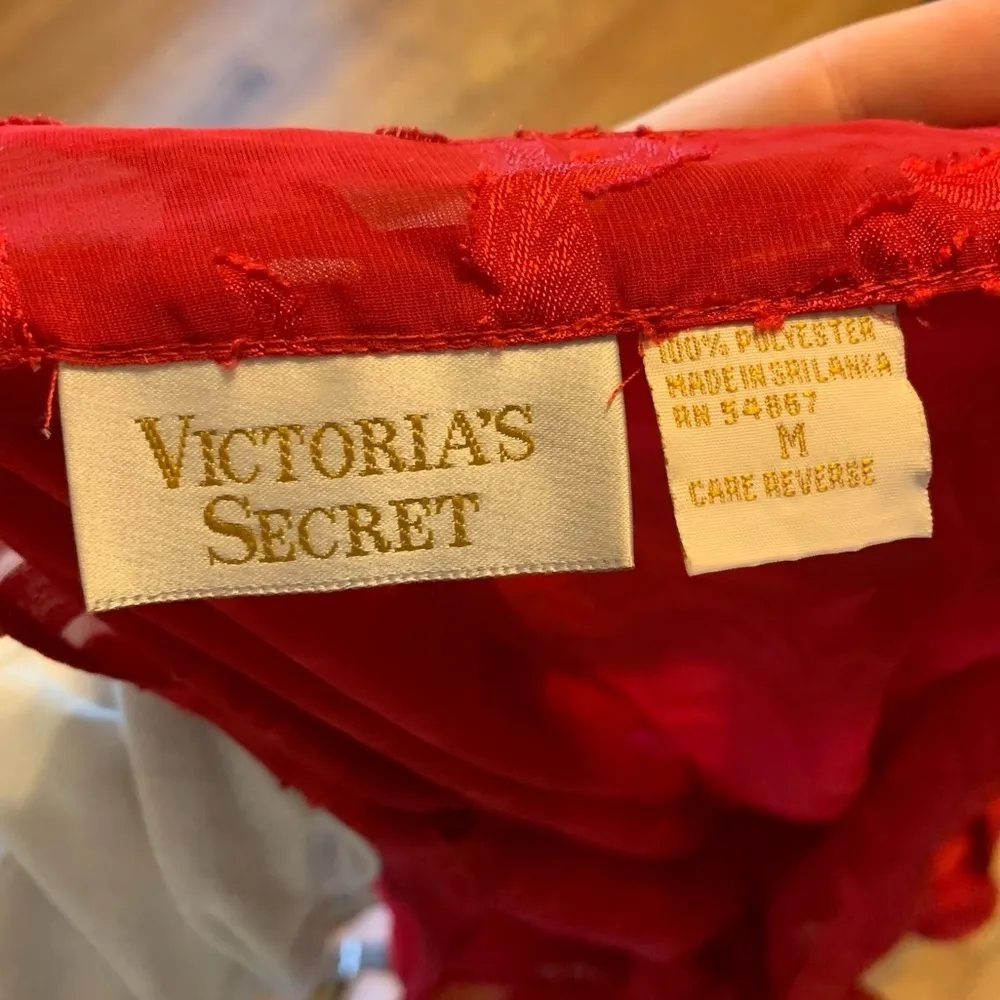 VICTORIA'S
SECRET
100% POLYESTER
MADE IN SRI LANKA
RN 54867
M
CARE REVERSE